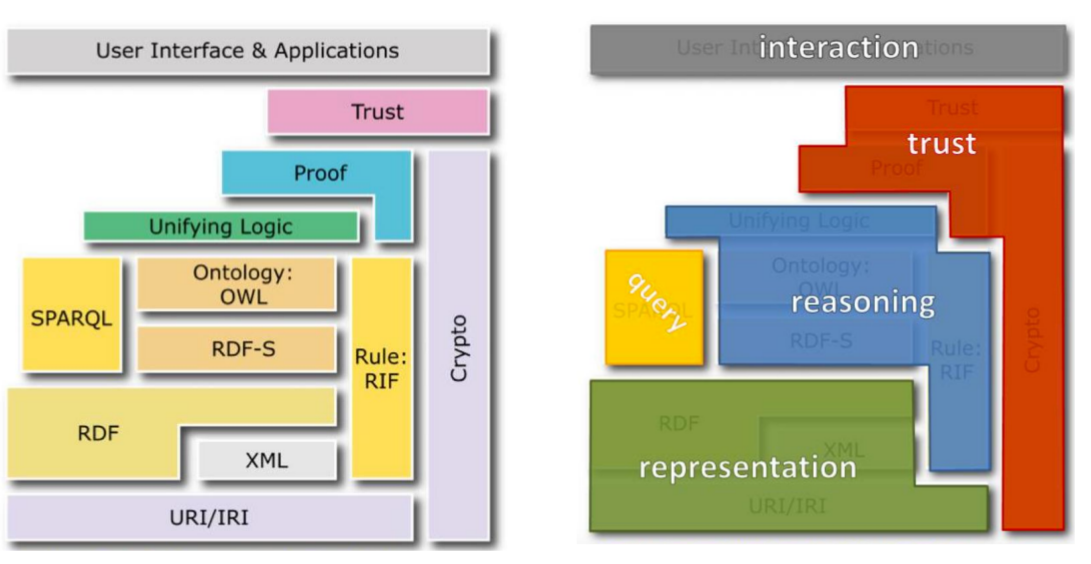 User Interface & Applications
Trust
Proof
Unifying Logic
Ontology:
OWL
SPARQL
RDF-S
Rule:
RIF
Crypto
RDF
XML
URI/IRI
User Interface & Applications
interaction
Trust
trust
Proof
Unifying Logic
Ontology:
OWL
query
SPARQL
reasoning
RDF-S
Rule:
RIF
Crypto
RDF
XML
representation
URI/IRI